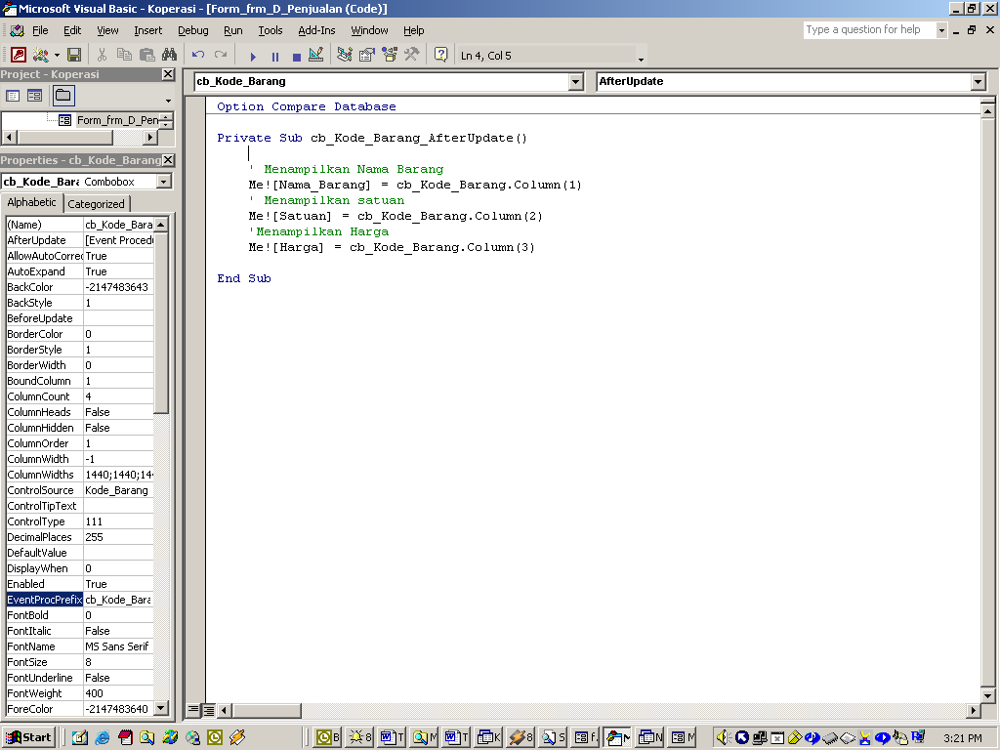 Microsoft Visual Basic - Koperasi - [Form_frm_D_Penjualan (Code)]
File Edit View Insert Debug Run Tools Add-Ins Window Help
Type a question for help
Ln 4, Col 5
Project - Koperasi
Form_frm_D_Pen
Properties - cb_Kode_Barang
cb_Kode_Bara Combobox
Alphabetic Categorized
(Name) cb_Kode_Bara
AfterUpdate [Event Procedu
AllowAutoCorrec True
AutoExpand True
BackColor -2147483643
BackStyle 1
BeforeUpdate
BorderColor 0
BorderStyle 1
BorderWidth 0
BoundColumn 1
ColumnCount 4
ColumnHeads False
ColumnHidden False
ColumnOrder 1
ColumnWidth -1
ColumnWidths 1440;1440;144
ControlSource Kode_Barang
ControlTipText
ControlType 111
DecimalPlaces 255
DefaultValue
DisplayWhen 0
Enabled True
EventProcPrefix cb_Kode_Bara
FontBold 0
FontItalic False
FontName MS Sans Serif
FontSize 8
FontUnderline False
FontWeight 400
ForeColor -2147483640
cb_Kode_Barang AfterUpdate
Option Compare Database
Private Sub cb_Kode_Barang_AfterUpdate()
' Menampilkan Nama Barang
Me![Nama_Barang] = cb_Kode_Barang.Column(1)
' Menampilkan satuan
Me![Satuan] = cb_Kode_Barang.Column(2)
'Menampilkan Harga
Me![Harga] = cb_Kode_Barang.Column(3)
End Sub
Start B 8 T M T K 8 S f. M N M 3:21 PM